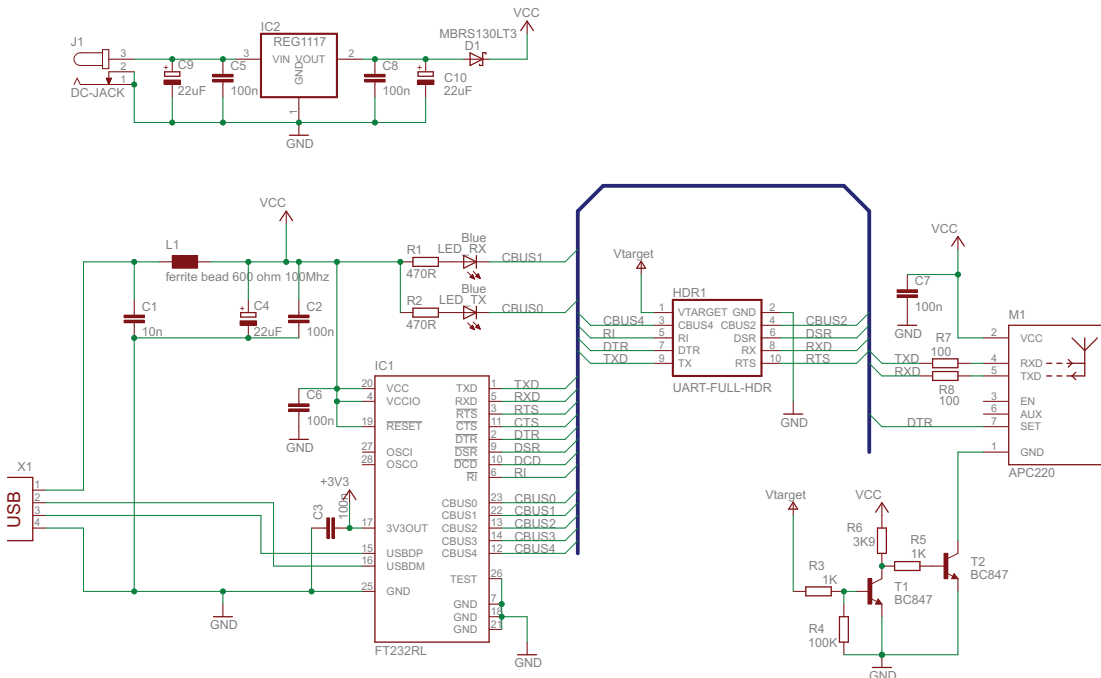 IC2
REG1117
VIN VOUT
GND
3
2
1
J1
3
2
1
DC-JACK
+
C9
22uF
C5
100n
C8
100n
+
C10
22uF
MBRS130LT3
D1
VCC
GND
VCC
L1
ferrite bead 600 ohm 100Mhz
C1
10n
+
C4
22uF
C2
100n
R1
470R
Blue
LED_RX
CBUS1
R2
470R
Blue
LED_TX
CBUS0
C6
100n
GND
IC1
20 VCC TXD 1 TXD
4 VCCIO RXD 5 RXD
RTS 3 RTS
19 RESET CTS 11 CTS
DTR 2 DTR
27 OSCI DSR 9 DSR
28 OSCO DCD 10 DCD
RI 6 RI
CBUS0 23 CBUS0
CBUS1 22 CBUS1
17 3V3OUT CBUS2 13 CBUS2
CBUS3 14 CBUS3
15 USBDP CBUS4 12 CBUS4
16 USBDM
TEST 26
25 GND
GND 7
GND 18
GND 21
FT232RL
GND
X1
USB
1
2
3
4
+3V3
C3
100n
GND
Vtarget
HDR1
1 VTARGET GND 2
CBUS4 3 CBUS4 CBUS2 4 CBUS2
RI 5 RI DSR 6 DSR
DTR 7 DTR RX 8 RXD
TXD 9 TX RTS 10 RTS
UART-FULL-HDR
GND
VCC
C7
100n
GND
M1
2 VCC
TXD R7 100 4 RXD
RXD R8 100 5 TXD
3 EN
6 AUX
DTR 7 SET
1 GND
APC220
Vtarget
VCC
R6
3K9
R5
1K
T2
BC847
R3
1K
T1
BC847
R4
100K
GND